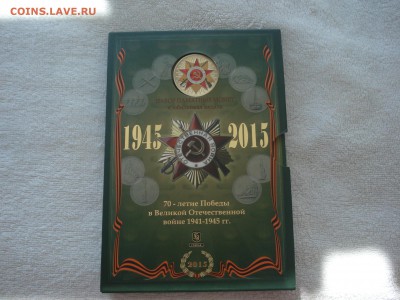 coins.lave.ru
1945 2015
70 - летие Победы
в Великой Отечественной
войне 1941-1945 гг.
2015